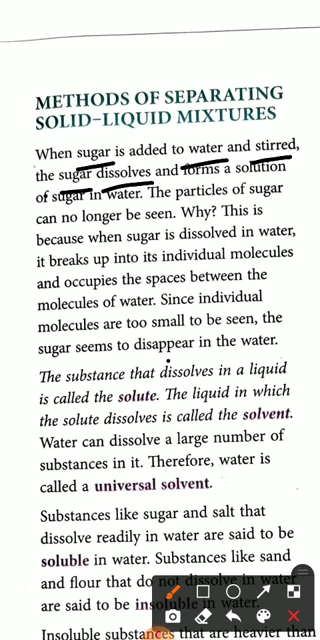 METHODS OF SEPARATING
SOLID–LIQUID MIXTURES
When sugar is added to water and stirred,
the sugar dissolves and forms a solution
of sugar in water. The particles of sugar
can no longer be seen. Why? This is
because when sugar is dissolved in water,
it breaks up into its individual molecules
and occupies the spaces between the
molecules of water. Since individual
molecules are too small to be seen, the
sugar seems to disappear in the water.
The substance that dissolves in a liquid
is called the solute. The liquid in which
the solute dissolves is called the solvent.
Water can dissolve a large number of
substances in it. Therefore, water is
called a universal solvent.
Substances like sugar and salt that
dissolve readily in water are said to be
soluble in water. Substances like sand
and flour that do not dissolve in water
are said to be insoluble in water.
Insoluble substances that are heavier than